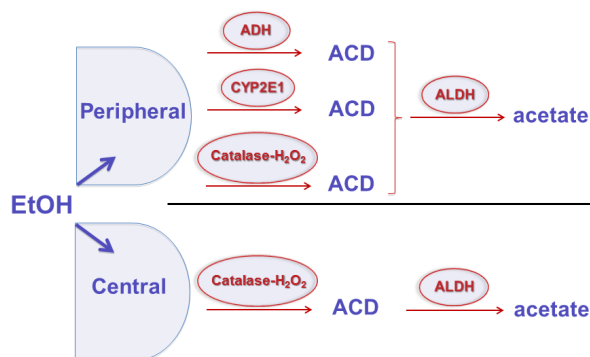 ADH
ACD
CYP2E1
Peripheral
ACD
ALDH
acetate
Catalase-H₂O₂
ACD
EtOH
Catalase-H₂O₂
Central
ACD
ALDH
acetate